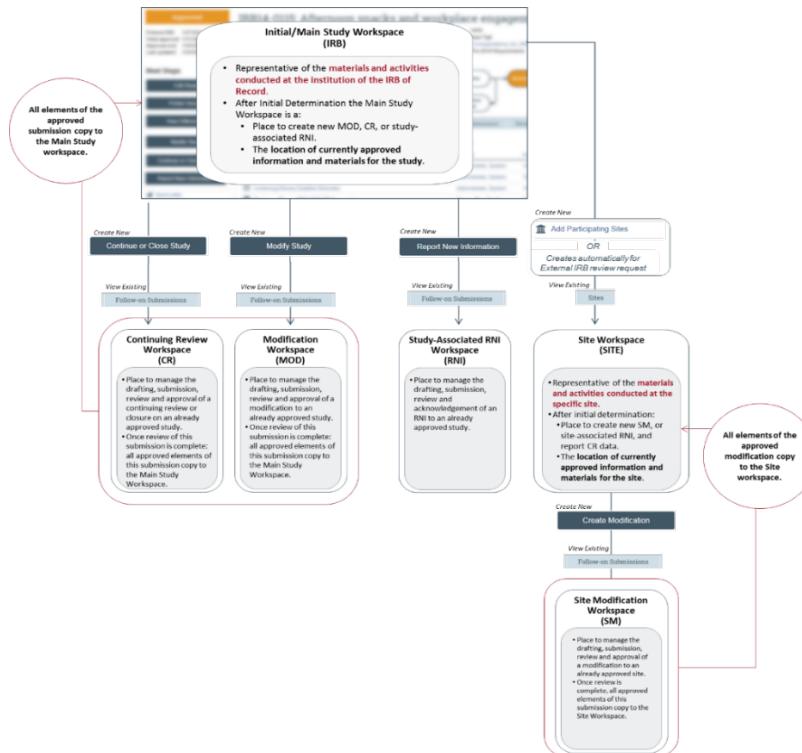 Approved
IRB14-0115: Afternoon snacks and workplace engagem
Initial/Main Study Workspace
(IRB)
• Representative of the materials and activities
conducted at the institution of the IRB of
Record.
• After Initial Determination the Main Study
Workspace is a:
• Place to create new MOD, CR, or study-
associated RNI.
• The location of currently approved
information and materials for the study.
Next Steps
All elements of the
approved
submission copy to
the Main Study
workspace.
Create New
Continue or Close Study
View Existing
Follow-on Submissions
Create New
Modify Study
View Existing
Follow-on Submissions
Create New
Report New Information
View Existing
Follow-on Submissions
Create New
Add Participating Sites
OR
Creates automatically for
External IRB review request
View Existing
Sites
Continuing Review
Workspace
(CR)
• Place to manage the
drafting, submission,
review and approval of a
continuing review or
closure on an already
approved study.
• Once review of this
submission is complete:
all approved elements of
this submission copy to
the Main Study
Workspace.
Modification
Workspace
(MOD)
• Place to manage the
drafting, submission,
review and approval of a
modification to an
already approved study.
• Once review of this
submission is complete:
all approved elements of
this submission copy to
the Main Study
Workspace.
Study-Associated RNI
Workspace
(RNI)
• Place to manage the
drafting, submission,
review and
acknowledgement of an
RNI to an already
approved study.
Site Workspace
(SITE)
• Representative of the materials
and activities conducted at the
specific site.
• After initial determination:
• Place to create new SM, or
site-associated RNI, and
report CR data.
• The location of currently
approved information and
materials for the site.
All elements of the
approved
modification copy
to the Site
workspace.
Create New
Create Modification
View Existing
Follow-on Submissions
Site Modification
Workspace
(SM)
• Place to manage the
drafting, submission,
review and approval of
a modification to an
already approved site.
• Once review is
complete, all approved
elements of this
submission copy to the
Site Workspace.